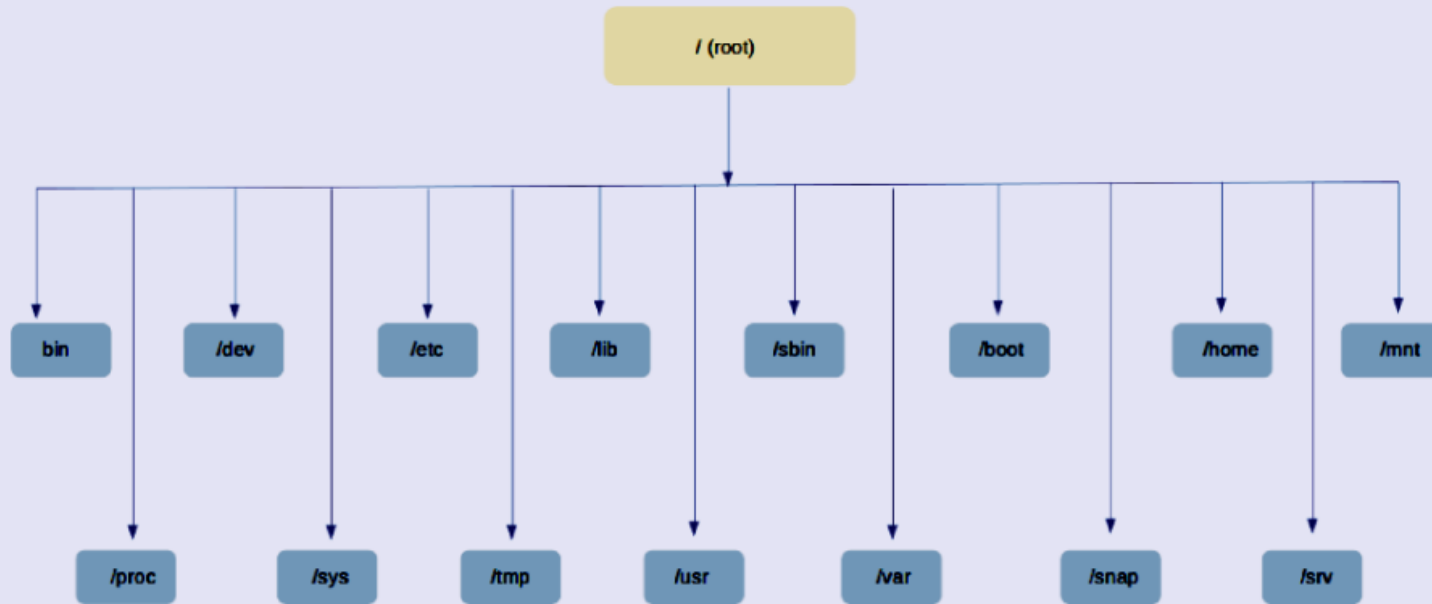 / (root)
bin
/dev
/etc
/lib
/sbin
/boot
/home
/mnt
/proc
/sys
/tmp
/usr
/var
/snap
/srv